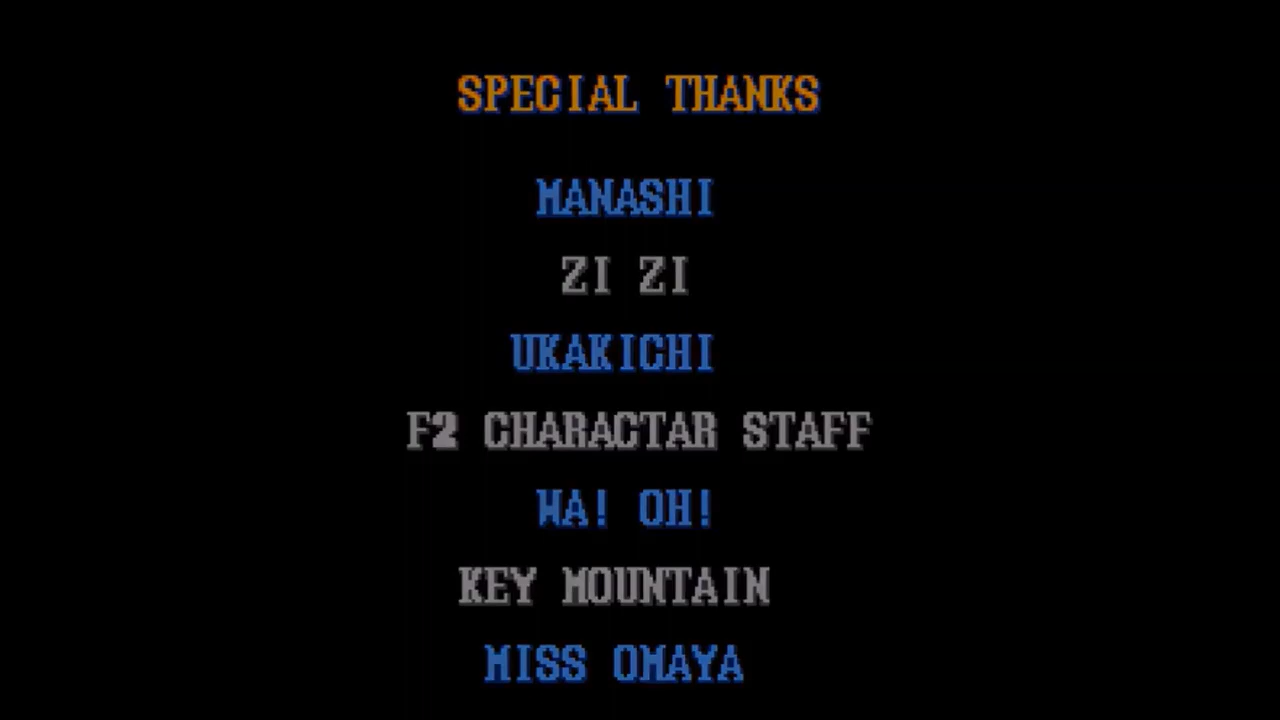 SPECIAL THANKS
MANASHI
ZI ZI
UKAKICHI
F2 CHARACTAR STAFF
WA! OH!
KEY MOUNTAIN
MISS OMAYA